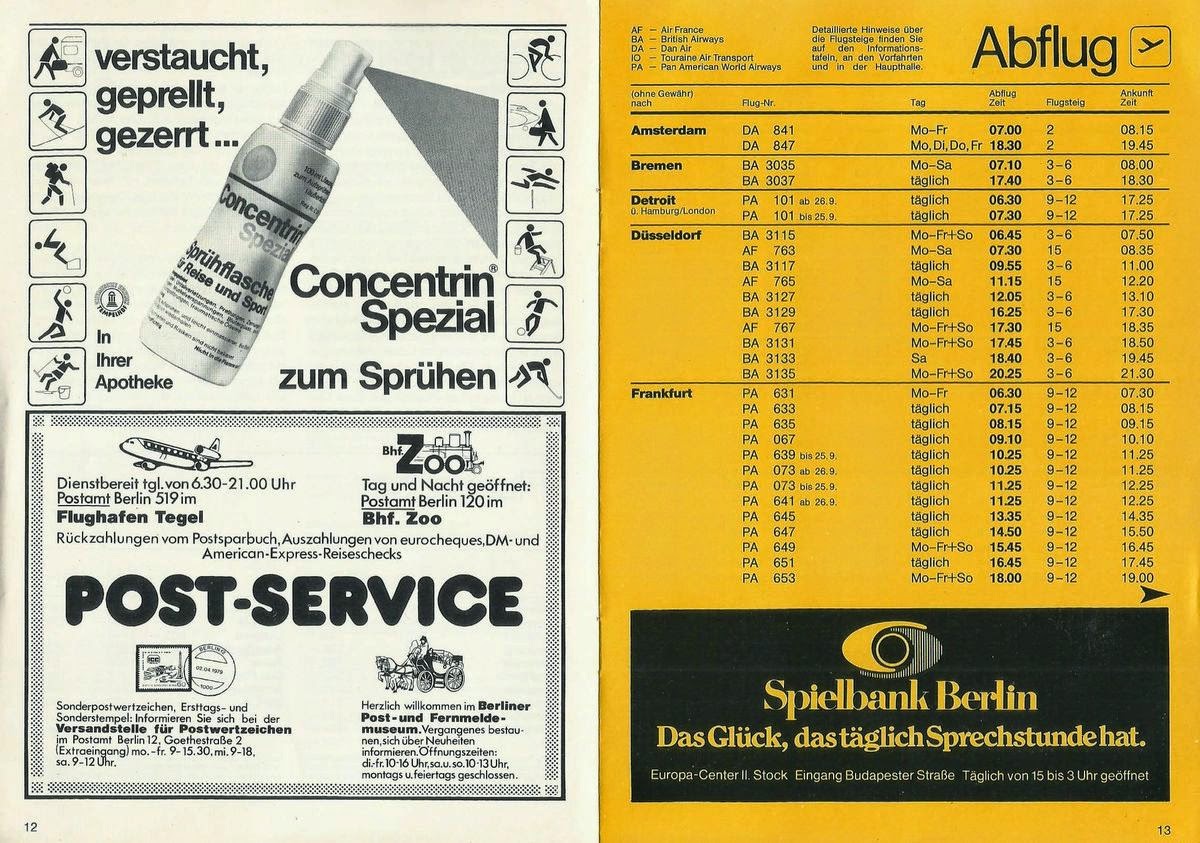 verstaucht,
geprellt,
gezerrt...
Concentrin
Spezial
Sprühflasche
für Reise und Sport
Concentrin®
Spezial
zum Sprühen
TEMPELHOF
In
Ihrer
Apotheke
Dienstbereit tgl. von 6.30-21.00 Uhr
Postamt Berlin 519 im
Flughafen Tegel
Bhf. Zoo
Tag und Nacht geöffnet:
Postamt Berlin 120 im
Bhf. Zoo
Rückzahlungen vom Postsparbuch, Auszahlungen von eurocheques, DM- und
American-Express-Reiseschecks
POST-SERVICE
BERLIN 12
02.04.1979
1000
Sonderpostwertzeichen, Ersttags- und
Sonderstempel: Informieren Sie sich bei der
Versandstelle für Postwertzeichen
im Postamt Berlin 12, Goethestraße 2
(Extraeingang) mo.-fr. 9-15.30, mi. 9-18,
sa. 9-12 Uhr.
Herzlich willkommen im Berliner
Post- und Fernmelde-
museum. Vergangenes bestau-
nen, sich über Neuheiten
informieren. Öffnungszeiten:
di.-fr. 10-16 Uhr, sa. u. so. 10-13 Uhr,
montags u. feiertags geschlossen.
12
AF — Air France
BA — British Airways
DA — Dan Air
IO — Touraine Air Transport
PA — Pan American World Airways
Detaillierte Hinweise über
die Flugsteige finden Sie
auf den Informations-
tafeln, an den Vorfahrten
und in der Haupthalle.
Abflug
(ohne Gewähr)
nach Flug-Nr. Tag Abflug Zeit Flugsteig Ankunft Zeit
Amsterdam DA 841 Mo–Fr 07.00 2 08.15
DA 847 Mo, Di, Do, Fr 18.30 2 19.45
Bremen BA 3035 Mo–Sa 07.10 3–6 08.00
BA 3037 täglich 17.40 3–6 18.30
Detroit PA 101 ab 26.9. täglich 06.30 9–12 17.25
ü. Hamburg/London PA 101 bis 25.9. täglich 07.30 9–12 17.25
Düsseldorf BA 3115 Mo–Fr+So 06.45 3–6 07.50
AF 763 Mo–Sa 07.30 15 08.35
BA 3117 täglich 09.55 3–6 11.00
AF 765 Mo–Sa 11.15 15 12.20
BA 3127 täglich 12.05 3–6 13.10
BA 3129 täglich 16.25 3–6 17.30
AF 767 Mo–Fr+So 17.30 15 18.35
BA 3131 Mo–Fr+So 17.45 3–6 18.50
BA 3133 Sa 18.40 3–6 19.45
BA 3135 Mo–Fr+So 20.25 3–6 21.30
Frankfurt PA 631 Mo–Fr 06.30 9–12 07.30
PA 633 täglich 07.15 9–12 08.15
PA 635 täglich 08.15 9–12 09.15
PA 067 täglich 09.10 9–12 10.10
PA 639 bis 25.9. täglich 10.25 9–12 11.25
PA 073 ab 26.9. täglich 10.25 9–12 11.25
PA 073 bis 25.9. täglich 11.25 9–12 12.25
PA 641 ab 26.9. täglich 11.25 9–12 12.25
PA 645 täglich 13.35 9–12 14.35
PA 647 täglich 14.50 9–12 15.50
PA 649 Mo–Fr+So 15.45 9–12 16.45
PA 651 täglich 16.45 9–12 17.45
PA 653 Mo–Fr+So 18.00 9–12 19.00
Spielbank Berlin
Das Glück, das täglich Sprechstunde hat.
Europa-Center II. Stock Eingang Budapester Straße Täglich von 15 bis 3 Uhr geöffnet
13